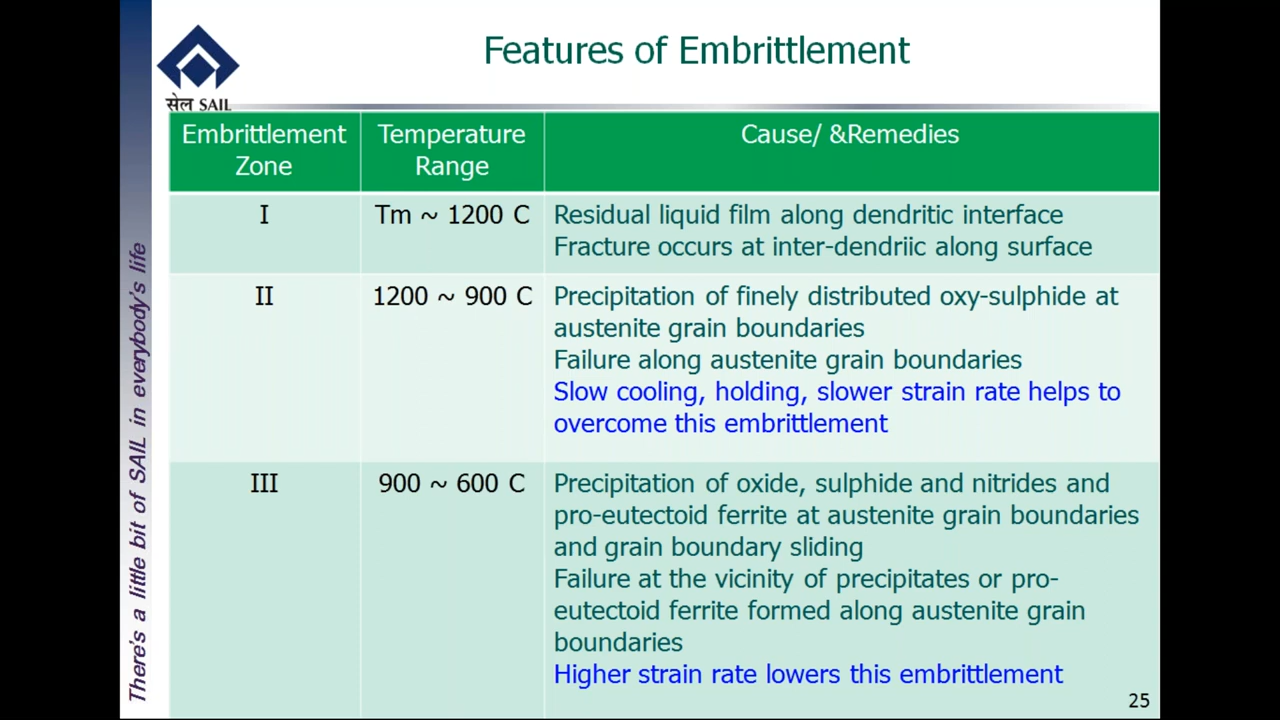 Features of Embrittlement
सेल SAIL
There's a little bit of SAIL in everybody's life
Embrittlement Zone
Temperature Range
Cause/ &Remedies
I
Tm ~ 1200 C
Residual liquid film along dendritic interface
Fracture occurs at inter-dendriic along surface
II
1200 ~ 900 C
Precipitation of finely distributed oxy-sulphide at
austenite grain boundaries
Failure along austenite grain boundaries
Slow cooling, holding, slower strain rate helps to
overcome this embrittlement
III
900 ~ 600 C
Precipitation of oxide, sulphide and nitrides and
pro-eutectoid ferrite at austenite grain boundaries
and grain boundary sliding
Failure at the vicinity of precipitates or pro-
eutectoid ferrite formed along austenite grain
boundaries
Higher strain rate lowers this embrittlement
25